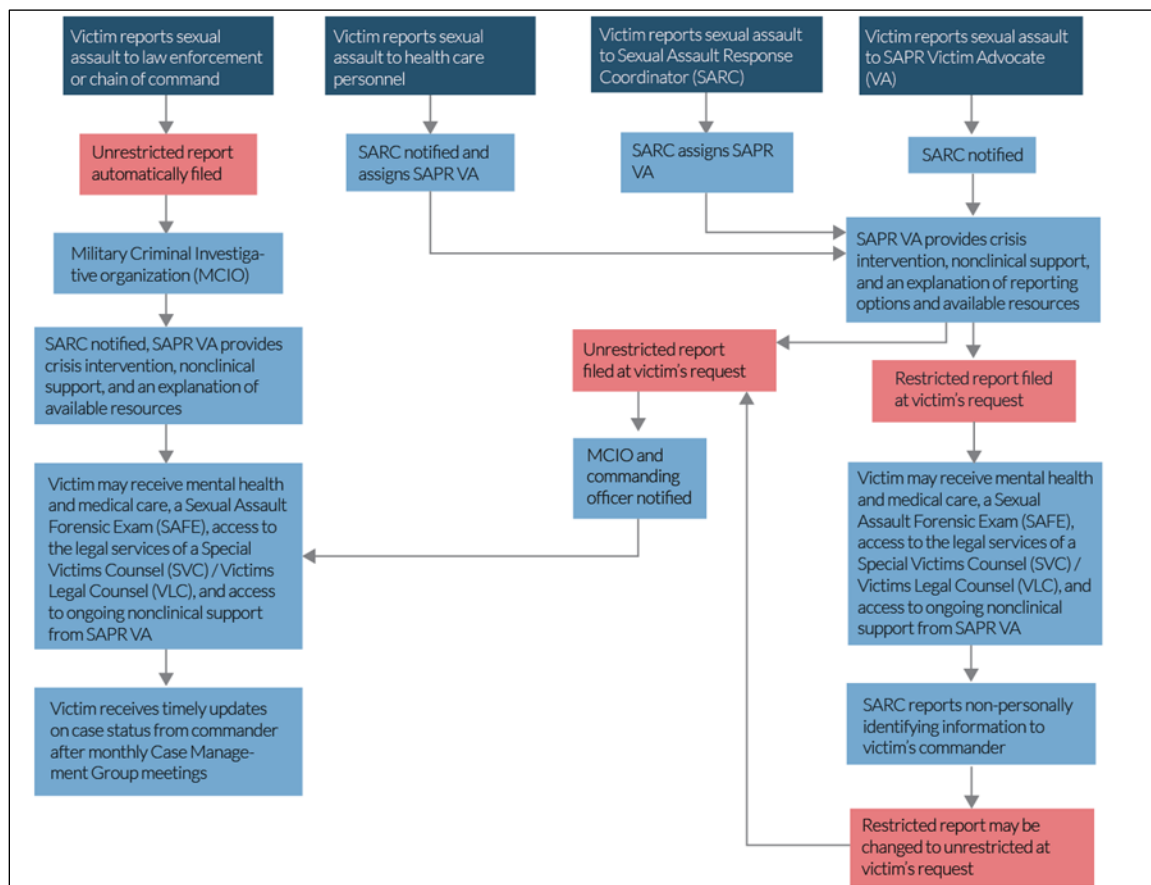 Victim reports sexual
assault to law enforcement
or chain of command
Victim reports sexual
assault to health care
personnel
Victim reports sexual assault
to Sexual Assault Response
Coordinator (SARC)
Victim reports sexual assault
to SAPR Victim Advocate
(VA)
Unrestricted report
automatically filed
SARC notified and
assigns SAPR VA
SARC assigns SAPR
VA
SARC notified
Military Criminal Investiga-
tive organization (MCIO)
SAPR VA provides crisis
intervention, nonclinical support,
and an explanation of reporting
options and available resources
SARC notified, SAPR VA provides
crisis intervention, nonclinical
support, and an explanation of
available resources
Unrestricted report
filed at victim's request
Restricted report filed
at victim's request
MCIO and
commanding
officer notified
Victim may receive mental health
and medical care, a Sexual Assault
Forensic Exam (SAFE), access to
the legal services of a Special
Victims Counsel (SVC) / Victims
Legal Counsel (VLC), and access
to ongoing nonclinical support
from SAPR VA
Victim may receive mental health
and medical care, a Sexual
Assault Forensic Exam (SAFE),
access to the legal services of a
Special Victims Counsel (SVC) /
Victims Legal Counsel (VLC), and
access to ongoing nonclinical
support from SAPR VA
Victim receives timely updates
on case status from commander
after monthly Case Manage-
ment Group meetings
SARC reports non-personally
identifying information to
victim's commander
Restricted report may be
changed to unrestricted at
victim's request